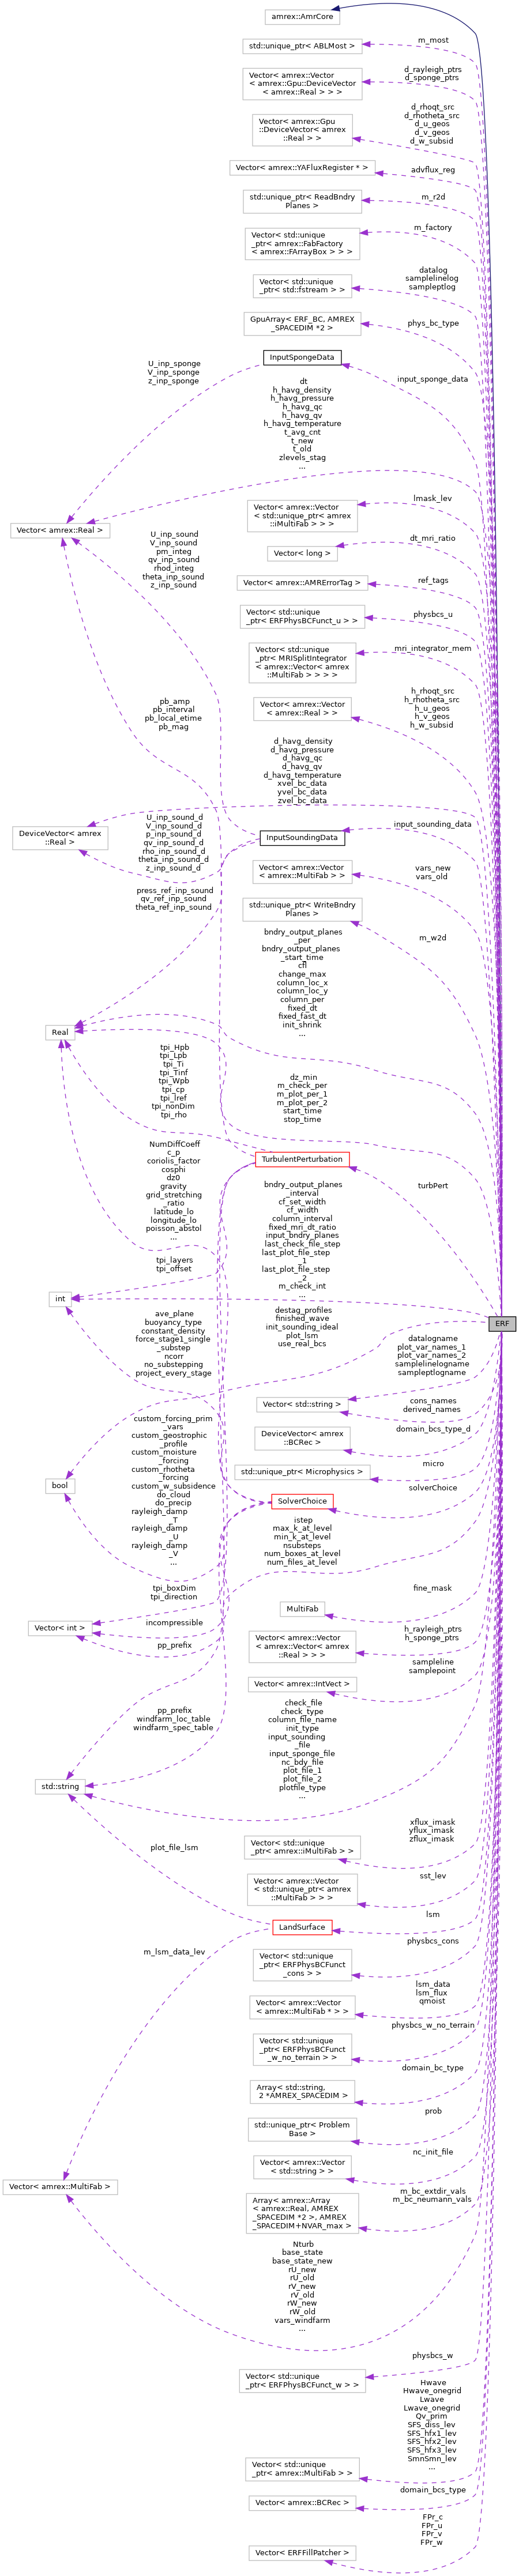 amrex::AmrCore
m_most
std::unique_ptr< ABLMost >
d_rayleigh_ptrs
d_sponge_ptrs
Vector< amrex::Vector
< amrex::Gpu::DeviceVector
< amrex::Real > > >
d_rhoqt_src
d_rhotheta_src
d_u_geos
d_v_geos
d_w_subsid
Vector< amrex::Gpu
::DeviceVector< amrex
::Real > >
advflux_reg
Vector< amrex::YAFluxRegister * >
m_r2d
std::unique_ptr< ReadBndry
Planes >
m_factory
Vector< std::unique
_ptr< amrex::FabFactory
< amrex::FArrayBox > > >
datalog
samplelinelog
sampleptlog
Vector< std::unique
_ptr< std::fstream > >
phys_bc_type
GpuArray< ERF_BC, AMREX
_SPACEDIM *2 >
InputSpongeData
input_sponge_data
U_inp_sponge
V_inp_sponge
z_inp_sponge
dt
h_havg_density
h_havg_pressure
h_havg_qc
h_havg_qv
h_havg_temperature
t_avg_cnt
t_new
t_old
zlevels_stag
...
Vector< amrex::Real >
lmask_lev
Vector< amrex::Vector
< std::unique_ptr< amrex
::iMultiFab > > >
dt_mri_ratio
Vector< long >
U_inp_sound
V_inp_sound
pm_integ
qv_inp_sound
rhod_integ
theta_inp_sound
z_inp_sound
ref_tags
Vector< amrex::AMRErrorTag >
physbcs_u
Vector< std::unique
_ptr< ERFPhysBCFunct_u > >
mri_integrator_mem
Vector< std::unique
_ptr< MRISplitIntegrator
< amrex::Vector< amrex
::MultiFab > > > >
h_rhoqt_src
h_rhotheta_src
h_u_geos
h_v_geos
h_w_subsid
Vector< amrex::Vector
< amrex::Real > >
pb_amp
pb_interval
pb_local_etime
pb_mag
d_havg_density
d_havg_pressure
d_havg_qc
d_havg_qv
d_havg_temperature
xvel_bc_data
yvel_bc_data
zvel_bc_data
DeviceVector< amrex
::Real >
U_inp_sound_d
V_inp_sound_d
p_inp_sound_d
qv_inp_sound_d
rho_inp_sound_d
theta_inp_sound_d
z_inp_sound_d
InputSoundingData
input_sounding_data
Vector< amrex::Vector
< amrex::MultiFab > >
vars_new
vars_old
press_ref_inp_sound
qv_ref_inp_sound
theta_ref_inp_sound
std::unique_ptr< WriteBndry
Planes >
m_w2d
bndry_output_planes
_per
bndry_output_planes
_start_time
cfl
change_max
column_loc_x
column_loc_y
column_per
fixed_dt
fixed_fast_dt
init_shrink
...
Real
tpi_Hpb
tpi_Lpb
tpi_Ti
tpi_Tinf
tpi_Wpb
tpi_cp
tpi_lref
tpi_nonDim
tpi_rho
dz_min
m_check_per
m_plot_per_1
m_plot_per_2
start_time
stop_time
TurbulentPerturbation
turbPert
NumDiffCoeff
c_p
coriolis_factor
cosphi
dz0
gravity
grid_stretching
_ratio
latitude_lo
longitude_lo
poisson_abstol
...
bndry_output_planes
_interval
cf_set_width
cf_width
column_interval
fixed_mri_dt_ratio
input_bndry_planes
last_check_file_step
last_plot_file_step
_1
last_plot_file_step
_2
m_check_int
...
tpi_layers
tpi_offset
int
ERF
ave_plane
buoyancy_type
constant_density
force_stage1_single
_substep
ncorr
no_substepping
project_every_stage
destag_profiles
finished_wave
init_sounding_ideal
plot_lsm
use_real_bcs
datalogname
plot_var_names_1
plot_var_names_2
samplelinelogname
sampleptlogname
Vector< std::string >
cons_names
derived_names
custom_forcing_prim
_vars
custom_geostrophic
_profile
custom_moisture
_forcing
custom_rhotheta
_forcing
custom_w_subsidence
do_cloud
do_precip
rayleigh_damp
_T
rayleigh_damp
_U
rayleigh_damp
_V
...
DeviceVector< amrex
::BCRec >
domain_bcs_type_d
std::unique_ptr< Microphysics >
micro
bool
SolverChoice
solverChoice
istep
max_k_at_level
min_k_at_level
nsubsteps
num_boxes_at_level
num_files_at_level
tpi_boxDim
tpi_direction
fine_mask
MultiFab
Vector< int >
incompressible
pp_prefix
h_rayleigh_ptrs
h_sponge_ptrs
Vector< amrex::Vector
< amrex::Vector< amrex
::Real > > >
sampleline
samplepoint
Vector< amrex::IntVect >
pp_prefix
windfarm_loc_table
windfarm_spec_table
check_file
check_type
column_file_name
init_type
input_sounding
_file
input_sponge_file
nc_bdy_file
plot_file_1
plot_file_2
plotfile_type
...
std::string
xflux_imask
yflux_imask
zflux_imask
Vector< std::unique
_ptr< amrex::iMultiFab > >
plot_file_lsm
sst_lev
Vector< amrex::Vector
< std::unique_ptr< amrex
::MultiFab > > >
LandSurface
lsm
m_lsm_data_lev
physbcs_cons
Vector< std::unique
_ptr< ERFPhysBCFunct
_cons > >
lsm_data
lsm_flux
qmoist
Vector< amrex::Vector
< amrex::MultiFab * > >
physbcs_w_no_terrain
Vector< std::unique
_ptr< ERFPhysBCFunct
_w_no_terrain > >
domain_bc_type
Array< std::string,
2 *AMREX_SPACEDIM >
prob
std::unique_ptr< Problem
Base >
nc_init_file
Vector< amrex::Vector
< std::string > >
Vector< amrex::MultiFab >
m_bc_extdir_vals
m_bc_neumann_vals
Array< amrex::Array
< amrex::Real, AMREX
_SPACEDIM *2 >, AMREX
_SPACEDIM+NVAR_max >
Nturb
base_state
base_state_new
rU_new
rU_old
rV_new
rV_old
rW_new
rW_old
vars_windfarm
...
physbcs_w
Vector< std::unique
_ptr< ERFPhysBCFunct_w > >
Hwave
Hwave_onegrid
Lwave
Lwave_onegrid
Qv_prim
SFS_diss_lev
SFS_hfx1_lev
SFS_hfx2_lev
SFS_hfx3_lev
SmnSmn_lev
...
Vector< std::unique
_ptr< amrex::MultiFab > >
domain_bcs_type
Vector< amrex::BCRec >
FPr_c
FPr_u
FPr_v
FPr_w
Vector< ERFFillPatcher >